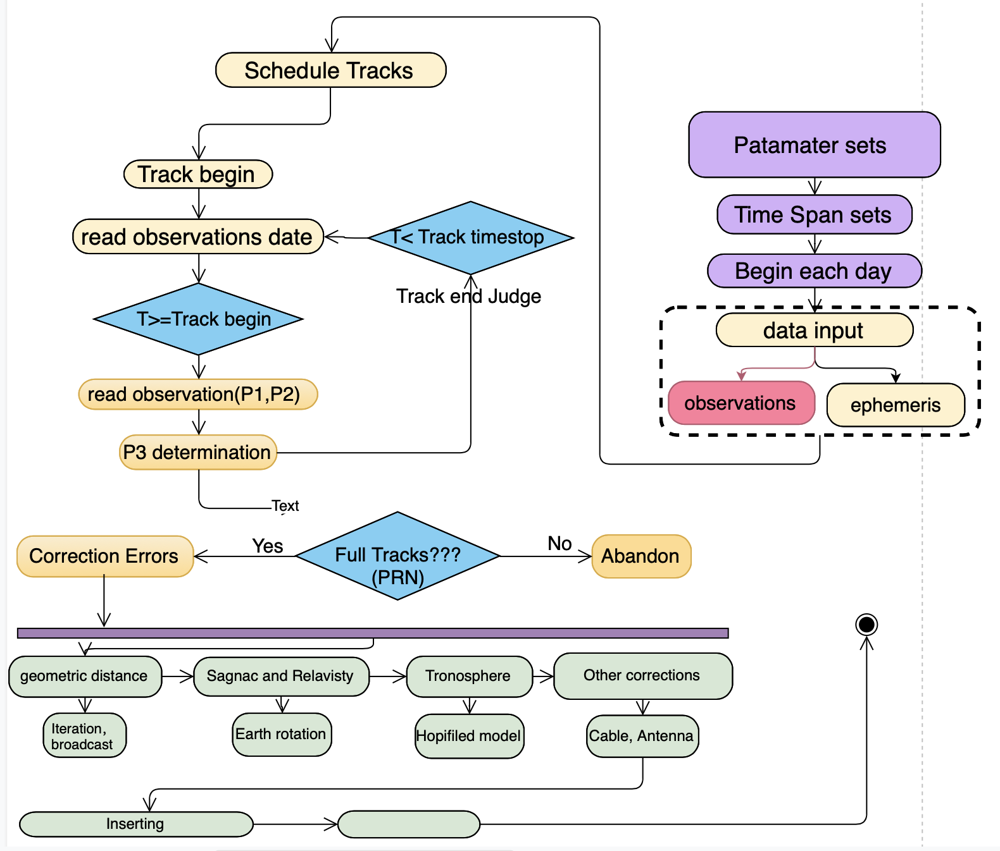 Schedule Tracks
Track begin
read observations date
T< Track timestop
Track end Judge
T>=Track begin
read observation(P1,P2)
P3 determination
Text
Patamater sets
Time Span sets
Begin each day
data input
observations
ephemeris
Full Tracks???
(PRN)
Yes
No
Correction Errors
Abandon
geometric distance
Sagnac and Relavisty
Tronosphere
Other corrections
Iteration,
broadcast
Earth rotation
Hopifiled model
Cable, Antenna
Inserting